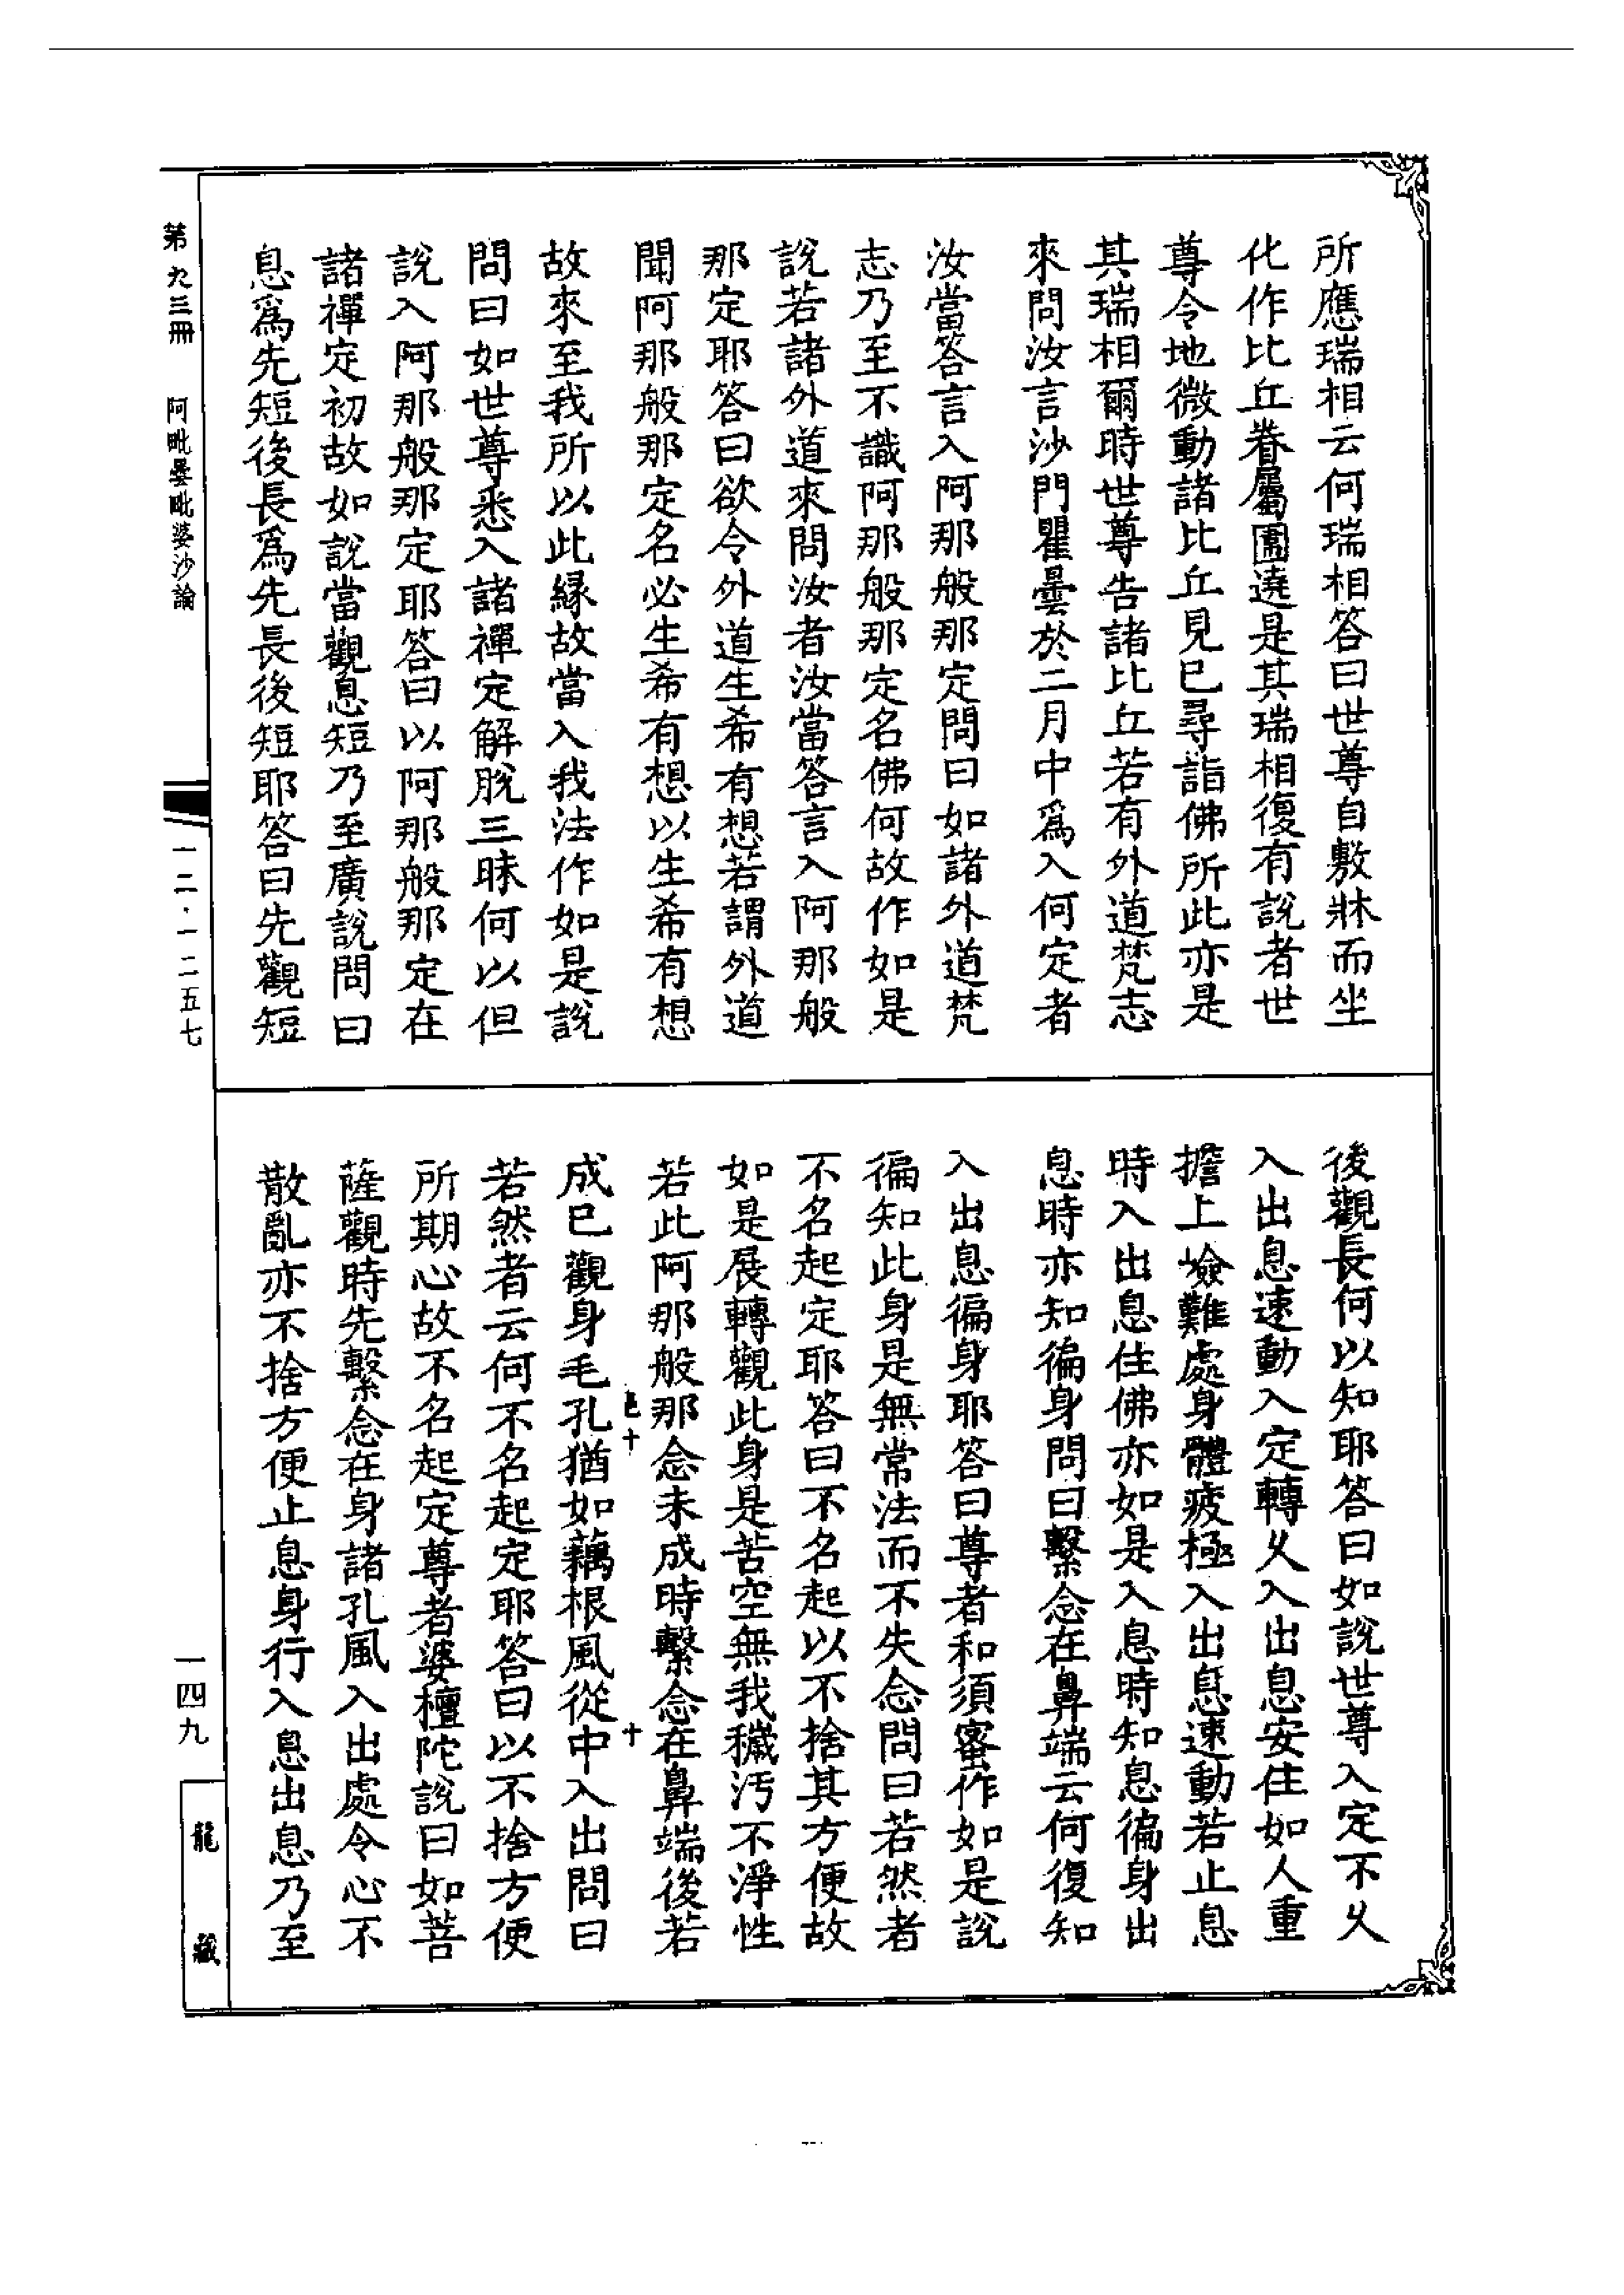 所應瑞相云何瑞相答曰世尊自敷牀而坐
化作比丘眷屬圍遶是其瑞相復有說者世
尊令地微動諸比丘見已尋詣佛所此亦是
其瑞相爾時世尊告諸比丘若有外道梵志
來問汝言沙門瞿曇於二月中爲入何定者
汝當答言入阿那般那定問曰如諸外道梵
志乃至不識阿那般那定名佛何故作如是
說若諸外道來問汝者汝當答言入阿那般
那定耶答曰欲令外道生希有想若謂外道
聞阿那般那定名必生希有想以生希有想
故來至我所以此緣故當入我法作如是說
問曰如世尊悉入諸禪定解脫三昧何以但
說入阿那般那定耶答曰以阿那般那定在
諸禪定初故如說當觀息短乃至廣說問曰
息爲先短後長爲先長後短耶答曰先觀短
後觀長何以知耶答曰如說世尊入定不久
入出息速動入定轉久入出息安住如人重
擔上嶮難處身體疲極入出息速動若止息
時入出息住佛亦如是入息時知息徧身出
息時亦知徧身問曰繫念在鼻端云何復知
入出息徧身耶答曰尊者和須蜜作如是說
徧知此身是無常法而不失念問曰若然者
不名起定耶答曰不名起以不捨其方便故
如是展轉觀此身是苦空無我穢汚不淨性
若此阿那般那念未成時繫念在鼻端後若
成已觀身毛孔猶如藕根風從中入出問曰
若然者云何不名起定耶答曰以不捨方便
所期心故不名起定尊者婆檀陀說曰如菩
薩觀時先繫念在身諸孔風入出處令心不
散亂亦不捨方便止息身行入息出息乃至
第九三冊　阿毗曇毗婆沙論
一二·一二五七
一四九
龍藏